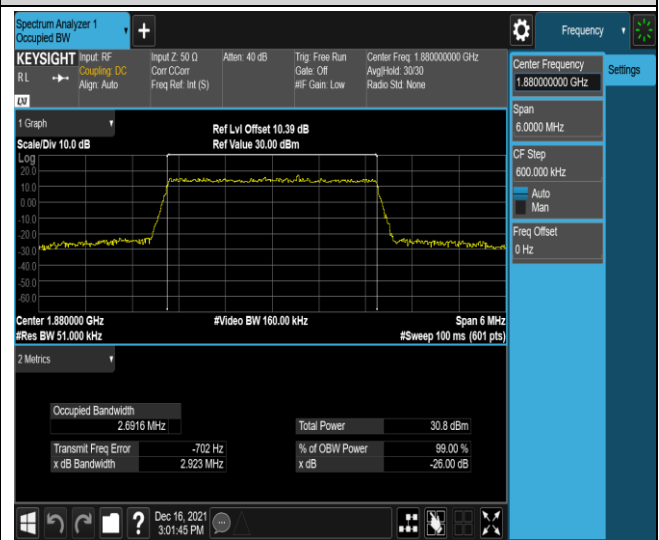 Spectrum Analyzer 1
Occupied BW
Frequency
KEYSIGHT
Input: RF
Input Z: 50 Ω
Atten: 40 dB
Trig: Free Run
Center Freq: 1.880000000 GHz
RL
Coupling: DC
Corr CCorr
Gate: Off
Avg|Hold: 30/30
Align: Auto
Freq Ref: Int (S)
#IF Gain: Low
Radio Std: None
LXI
Center Frequency
1.880000000 GHz
Settings
Span
6.0000 MHz
CF Step
600.000 kHz
Auto
Man
Freq Offset
0 Hz
1 Graph
Ref Lvl Offset 10.39 dB
Scale/Div 10.0 dB
Ref Value 30.00 dBm
Log
20.0
10.0
0.00
-10.0
-20.0
-30.0
-40.0
-50.0
-60.0
Center 1.880000 GHz
#Video BW 160.00 kHz
Span 6 MHz
#Res BW 51.000 kHz
#Sweep 100 ms (601 pts)
2 Metrics
Occupied Bandwidth
2.6916 MHz
Total Power
30.8 dBm
Transmit Freq Error
-702 Hz
% of OBW Power
99.00 %
x dB Bandwidth
2.923 MHz
x dB
-26.00 dB
?
Dec 16, 2021
3:01:45 PM